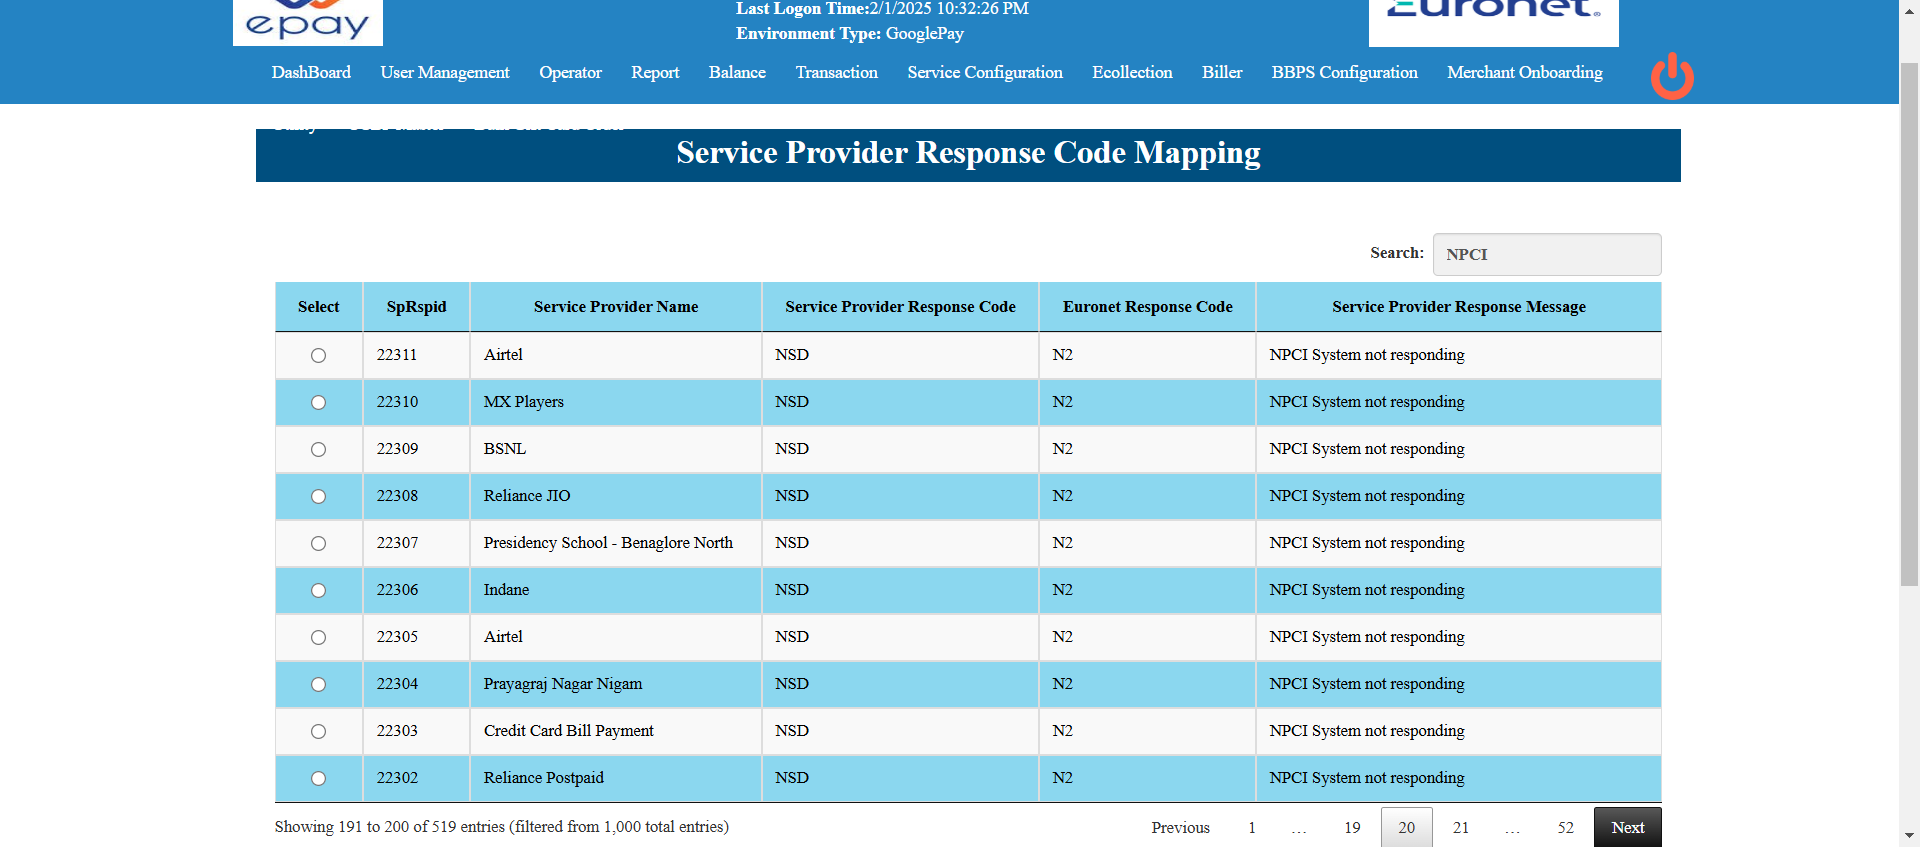 epay
Last Logon Time:2/1/2025 10:32:26 PM
Euronet
Environment Type: GooglePay
DashBoard User Management Operator Report Balance Transaction Service Configuration Ecollection Biller BBPS Configuration Merchant Onboarding
Service Provider Response Code Mapping
Search: NPCI
Select SpRspid Service Provider Name Service Provider Response Code Euronet Response Code Service Provider Response Message
22311 Airtel NSD N2 NPCI System not responding
22310 MX Players NSD N2 NPCI System not responding
22309 BSNL NSD N2 NPCI System not responding
22308 Reliance JIO NSD N2 NPCI System not responding
22307 Presidency School - Benaglore North NSD N2 NPCI System not responding
22306 Indane NSD N2 NPCI System not responding
22305 Airtel NSD N2 NPCI System not responding
22304 Prayagraj Nagar Nigam NSD N2 NPCI System not responding
22303 Credit Card Bill Payment NSD N2 NPCI System not responding
22302 Reliance Postpaid NSD N2 NPCI System not responding
Showing 191 to 200 of 519 entries (filtered from 1,000 total entries) Previous 1 … 19 20 21 … 52 Next